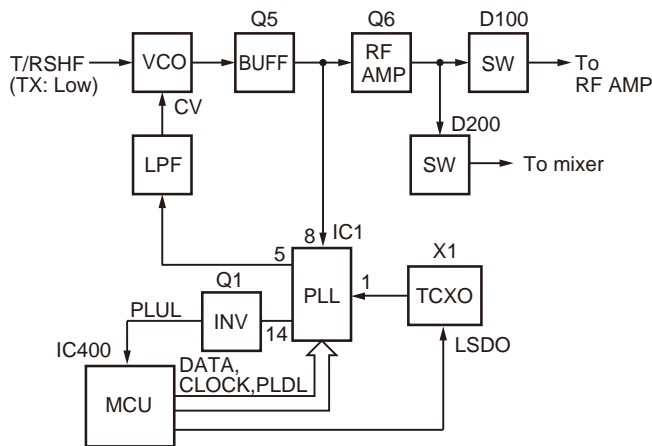 Q5
Q6
D100
T/RSHF
(TX: Low)
VCO
BUFF
RF
AMP
SW
To
RF AMP
CV
D200
LPF
SW
To mixer
8
IC1
5
Q1
PLL
1
X1
TCXO
PLUL
INV
14
LSDO
IC400
DATA,
CLOCK,PLDL
MCU